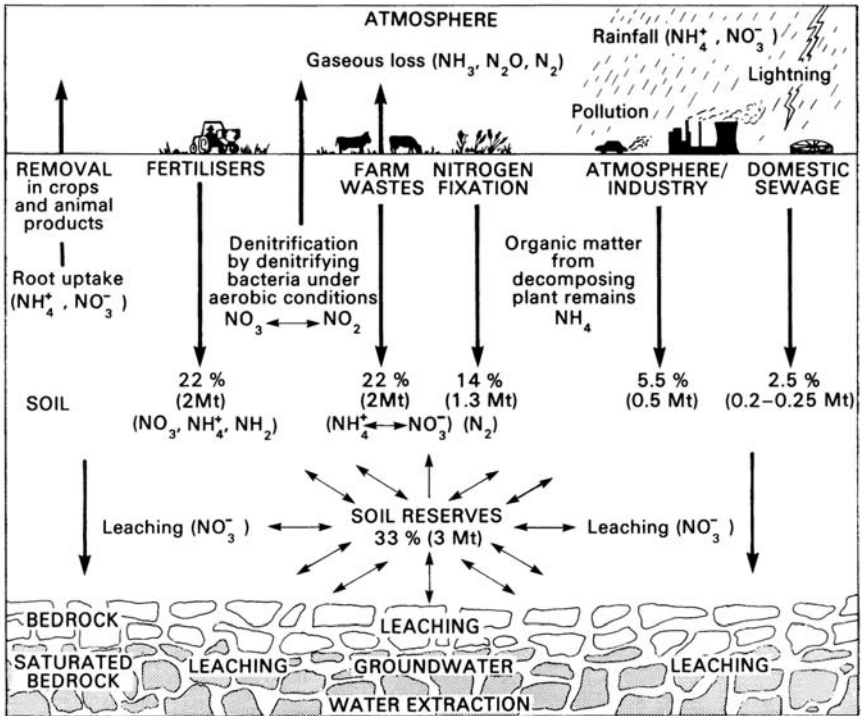 ATMOSPHERE
Gaseous loss (NH₃, N₂O, N₂)
Rainfall (NH₄⁺ , NO₃⁻)
Lightning
Pollution
REMOVAL
in crops
and animal
products
Root uptake
(NH₄⁺ , NO₃⁻ )
FERTILISERS
FARM
WASTES
NITROGEN
FIXATION
ATMOSPHERE/
INDUSTRY
DOMESTIC
SEWAGE
Denitrification
by denitrifying
bacteria under
aerobic conditions
NO₃ ↔ NO₂
Organic matter
from
decomposing
plant remains
NH₄
SOIL
22 %
(2Mt)
(NO₃, NH₄⁺, NH₂)
22 %
(2Mt)
(NH₄⁺ ↔ NO₃⁻)
14 %
(1.3 Mt)
(N₂)
5.5 %
(0.5 Mt)
2.5 %
(0.2–0.25 Mt)
Leaching (NO₃⁻ )
SOIL RESERVES
33 % (3 Mt)
Leaching (NO₃⁻ )
BEDROCK
LEACHING
SATURATED
BEDROCK
LEACHING
GROUNDWATER
LEACHING
WATER EXTRACTION